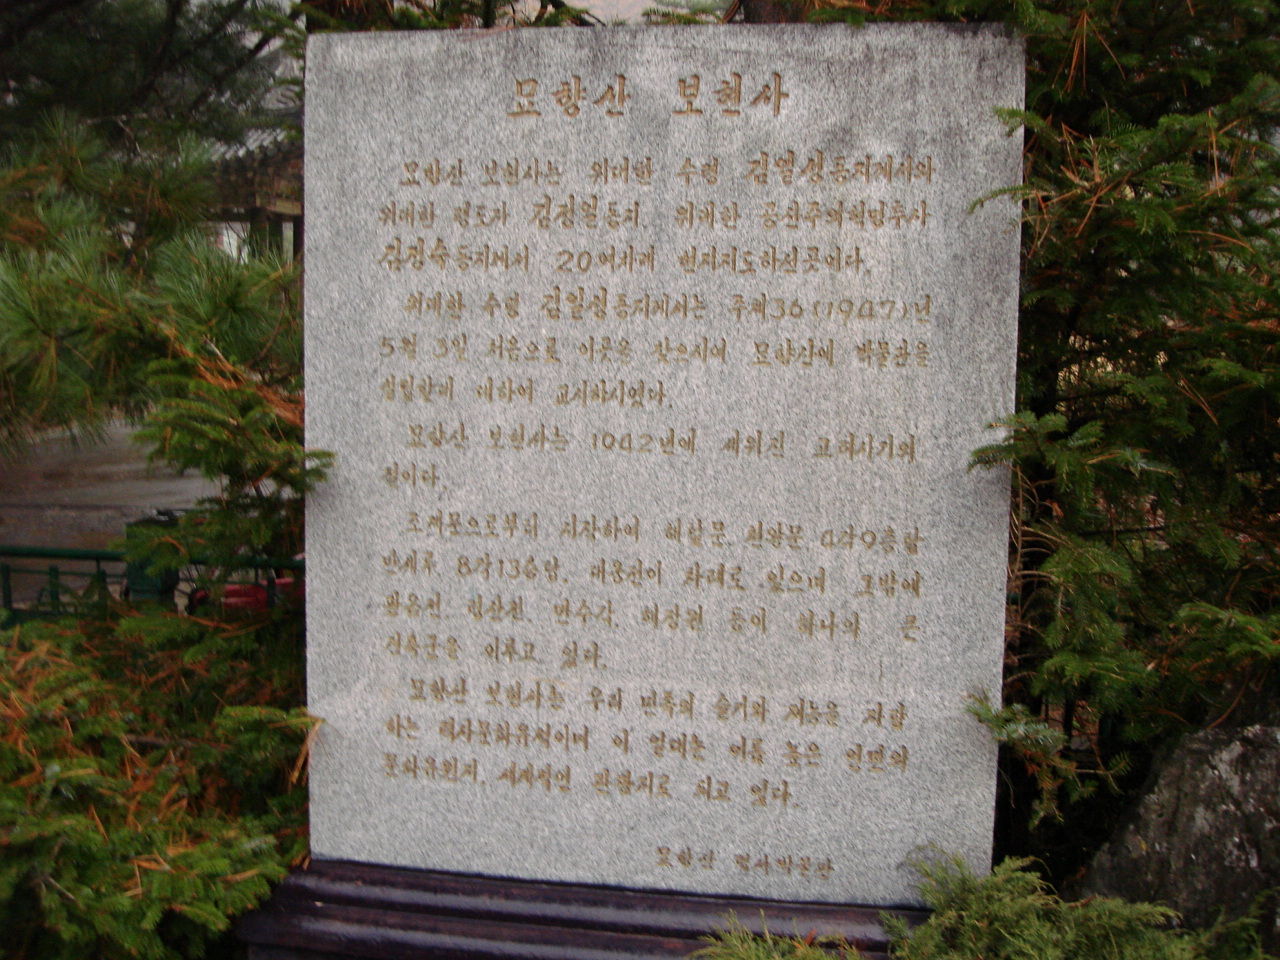 묘향산 보현사
묘향산 보현사는 위대한 수령 김일성동지께서와
위대한 령도자 김정일동지, 위대한 공산주의혁명투사
김정숙동지께서 20여차례 현지지도하신곳이다.
위대한 수령 김일성동지께서는 주체36(1947)년
5월 3일 처음으로 이곳을 찾으시여 묘향산에 박물관을
대하여 교시하시였다.
묘향산 보현사는 1042년에 세워진 고려시기의
절이다.
조계문으로부터 시작하여 해탈문, 천왕문, 4각9층탑,
만세루, 8각13층탑, 대웅전이 차례로 있으며 그밖에
관음전, 령산전, 만수각, 등이 하나의 큰
건축군을 이루고 있다.
묘향산 보현사는 우리 민족의 슬기와 재능을 자랑
하는 력사문화유적이며 이 일대는 이름 높은 인민의
문화유원지, 세계적인 관광지로 되고 있다.
묘향산 력사박물관